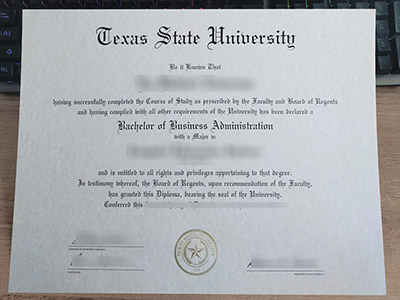 Texas State University
Be it Known That
having successfully completed the Course of Study as prescribed by the Faculty and Board of Regents
and having complied with all other requirements of the University has been declared a
Bachelor of Business Administration
with a Major in
and is entitled to all rights and privileges appertaining to that degree.
In testimony whereof, the Board of Regents, upon recommendation of the Faculty,
has granted this Diploma, bearing the seal of the University.
Conferred this